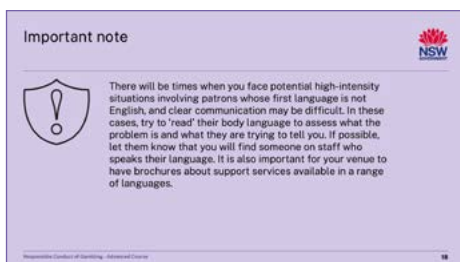 Important note
NSW
GOVERNMENT
There will be times when you face potential high-intensity
situations involving patrons whose first language is not
English, and clear communication may be difficult. In these
cases, try to 'read' their body language to assess what the
problem is and what they are trying to tell you. If possible,
let them know that you will find someone on staff who
speaks their language. It is also important for your venue to
have brochures about support services available in a range
of languages.
Responsible Conduct of Gambling - Advanced Course